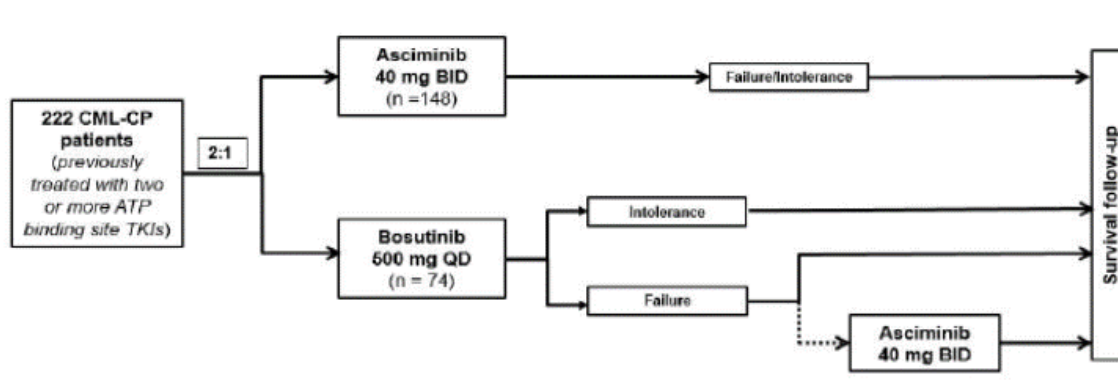 222 CML-CP
patients
(previously
treated with two
or more ATP
binding site TKIs)
2:1
Asciminib
40 mg BID
(n =148)
Failure/Intolerance
Bosutinib
500 mg QD
(n = 74)
Intolerance
Failure
Asciminib
40 mg BID
Survival follow-up